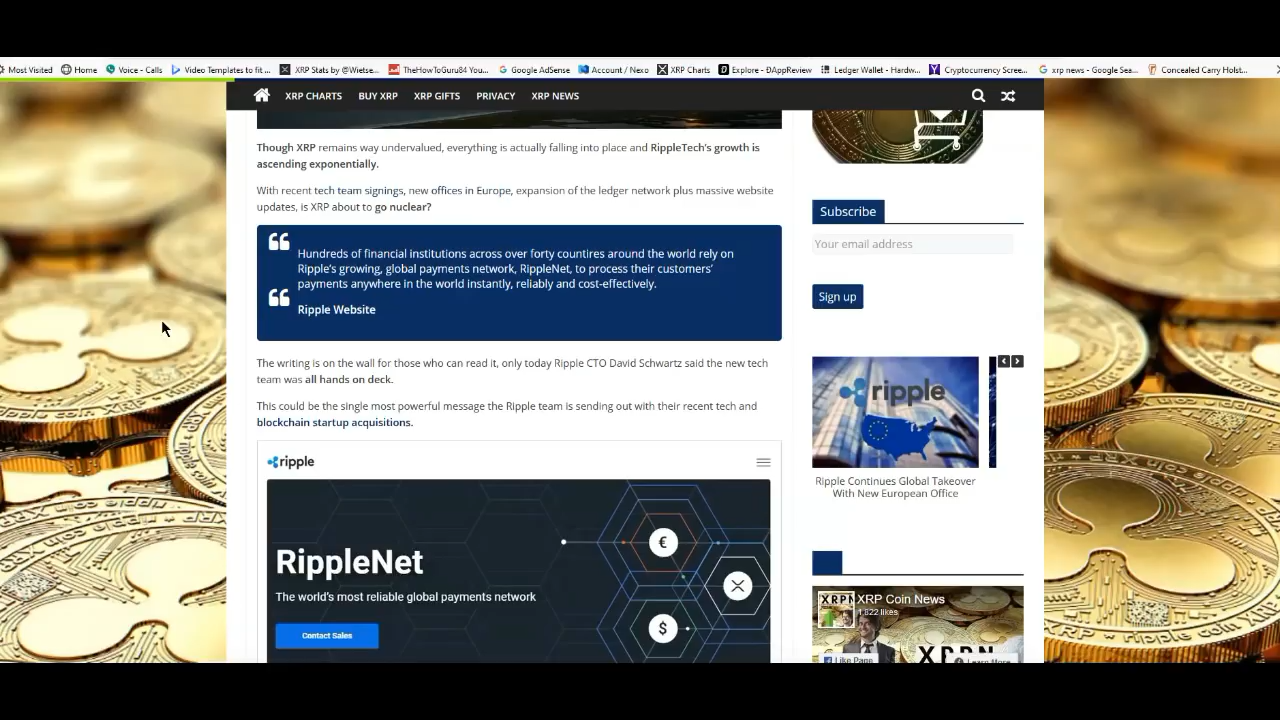 Most Visited Home Voice - Calls Video Templates to fit ... XRP Stats by @Wietse... TheHowToGuru84 You... Google AdSense Account / Nexo XRP Charts Explore - ÐAppReview Ledger Wallet - Hardw... Cryptocurrency Scree... xrp news - Google Sea... Concealed Carry Holst...
XRP CHARTS BUY XRP XRP GIFTS PRIVACY XRP NEWS
Though XRP remains way undervalued, everything is actually falling into place and RippleTech's growth is
ascending exponentially.
With recent tech team signings, new offices in Europe, expansion of the ledger network plus massive website
updates, is XRP about to go nuclear?
Hundreds of financial institutions across over forty countires around the world rely on
Ripple's growing, global payments network, RippleNet, to process their customers'
payments anywhere in the world instantly, reliably and cost-effectively.
Ripple Website
The writing is on the wall for those who can read it, only today Ripple CTO David Schwartz said the new tech
team was all hands on deck.
This could be the single most powerful message the Ripple team is sending out with their recent tech and
blockchain startup acquisitions.
ripple
RippleNet
The world's most reliable global payments network
Contact Sales
€
$
Subscribe
Your email address
Sign up
ripple
Ripple Continues Global Takeover
With New European Office
XRPN XRP Coin News
1,822 likes
Like Page Learn More
XRPN